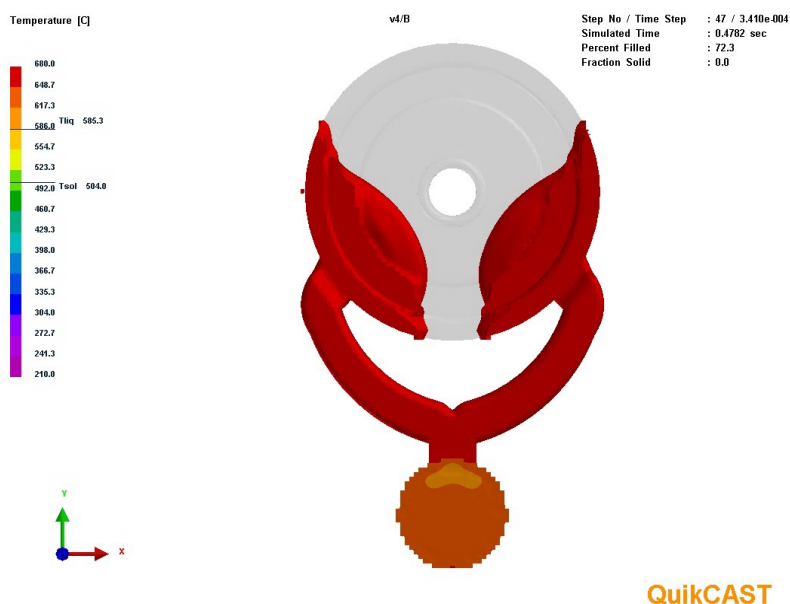 Temperature [C]
v4/B
Step No / Time Step : 47 / 3.410e-004
Simulated Time : 0.4782 sec
Percent Filled : 72.3
Fraction Solid : 0.0
680.0
648.7
617.3
586.0 Tliq 585.3
554.7
523.3
492.0 Tsol 504.0
460.7
429.3
398.0
366.7
335.3
304.0
272.7
241.3
210.0
Y
X
QuikCAST